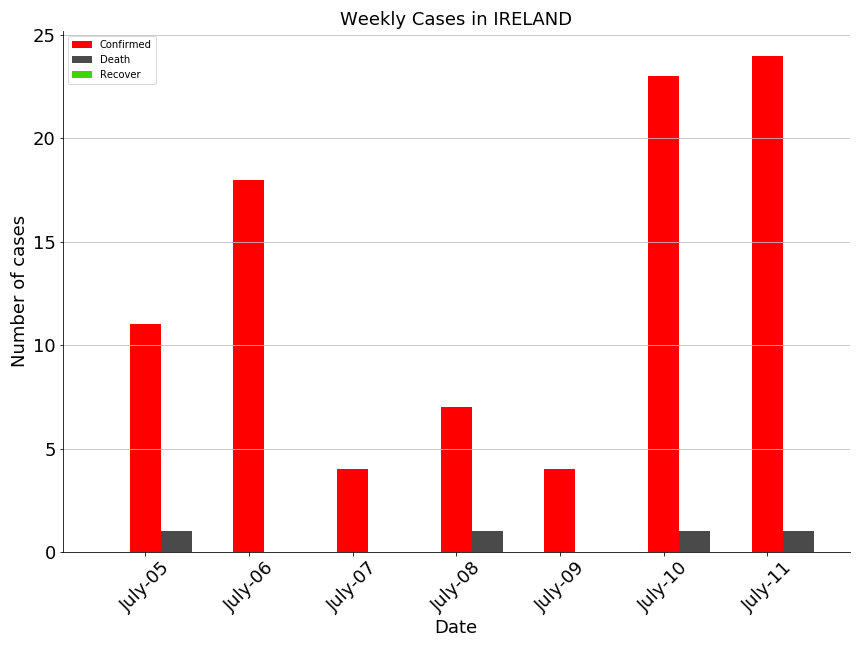 Weekly Cases in IRELAND
Confirmed
Death
Recover
25
20
15
10
5
0
Number of cases
July-05
July-06
July-07
July-08
July-09
July-10
July-11
Date